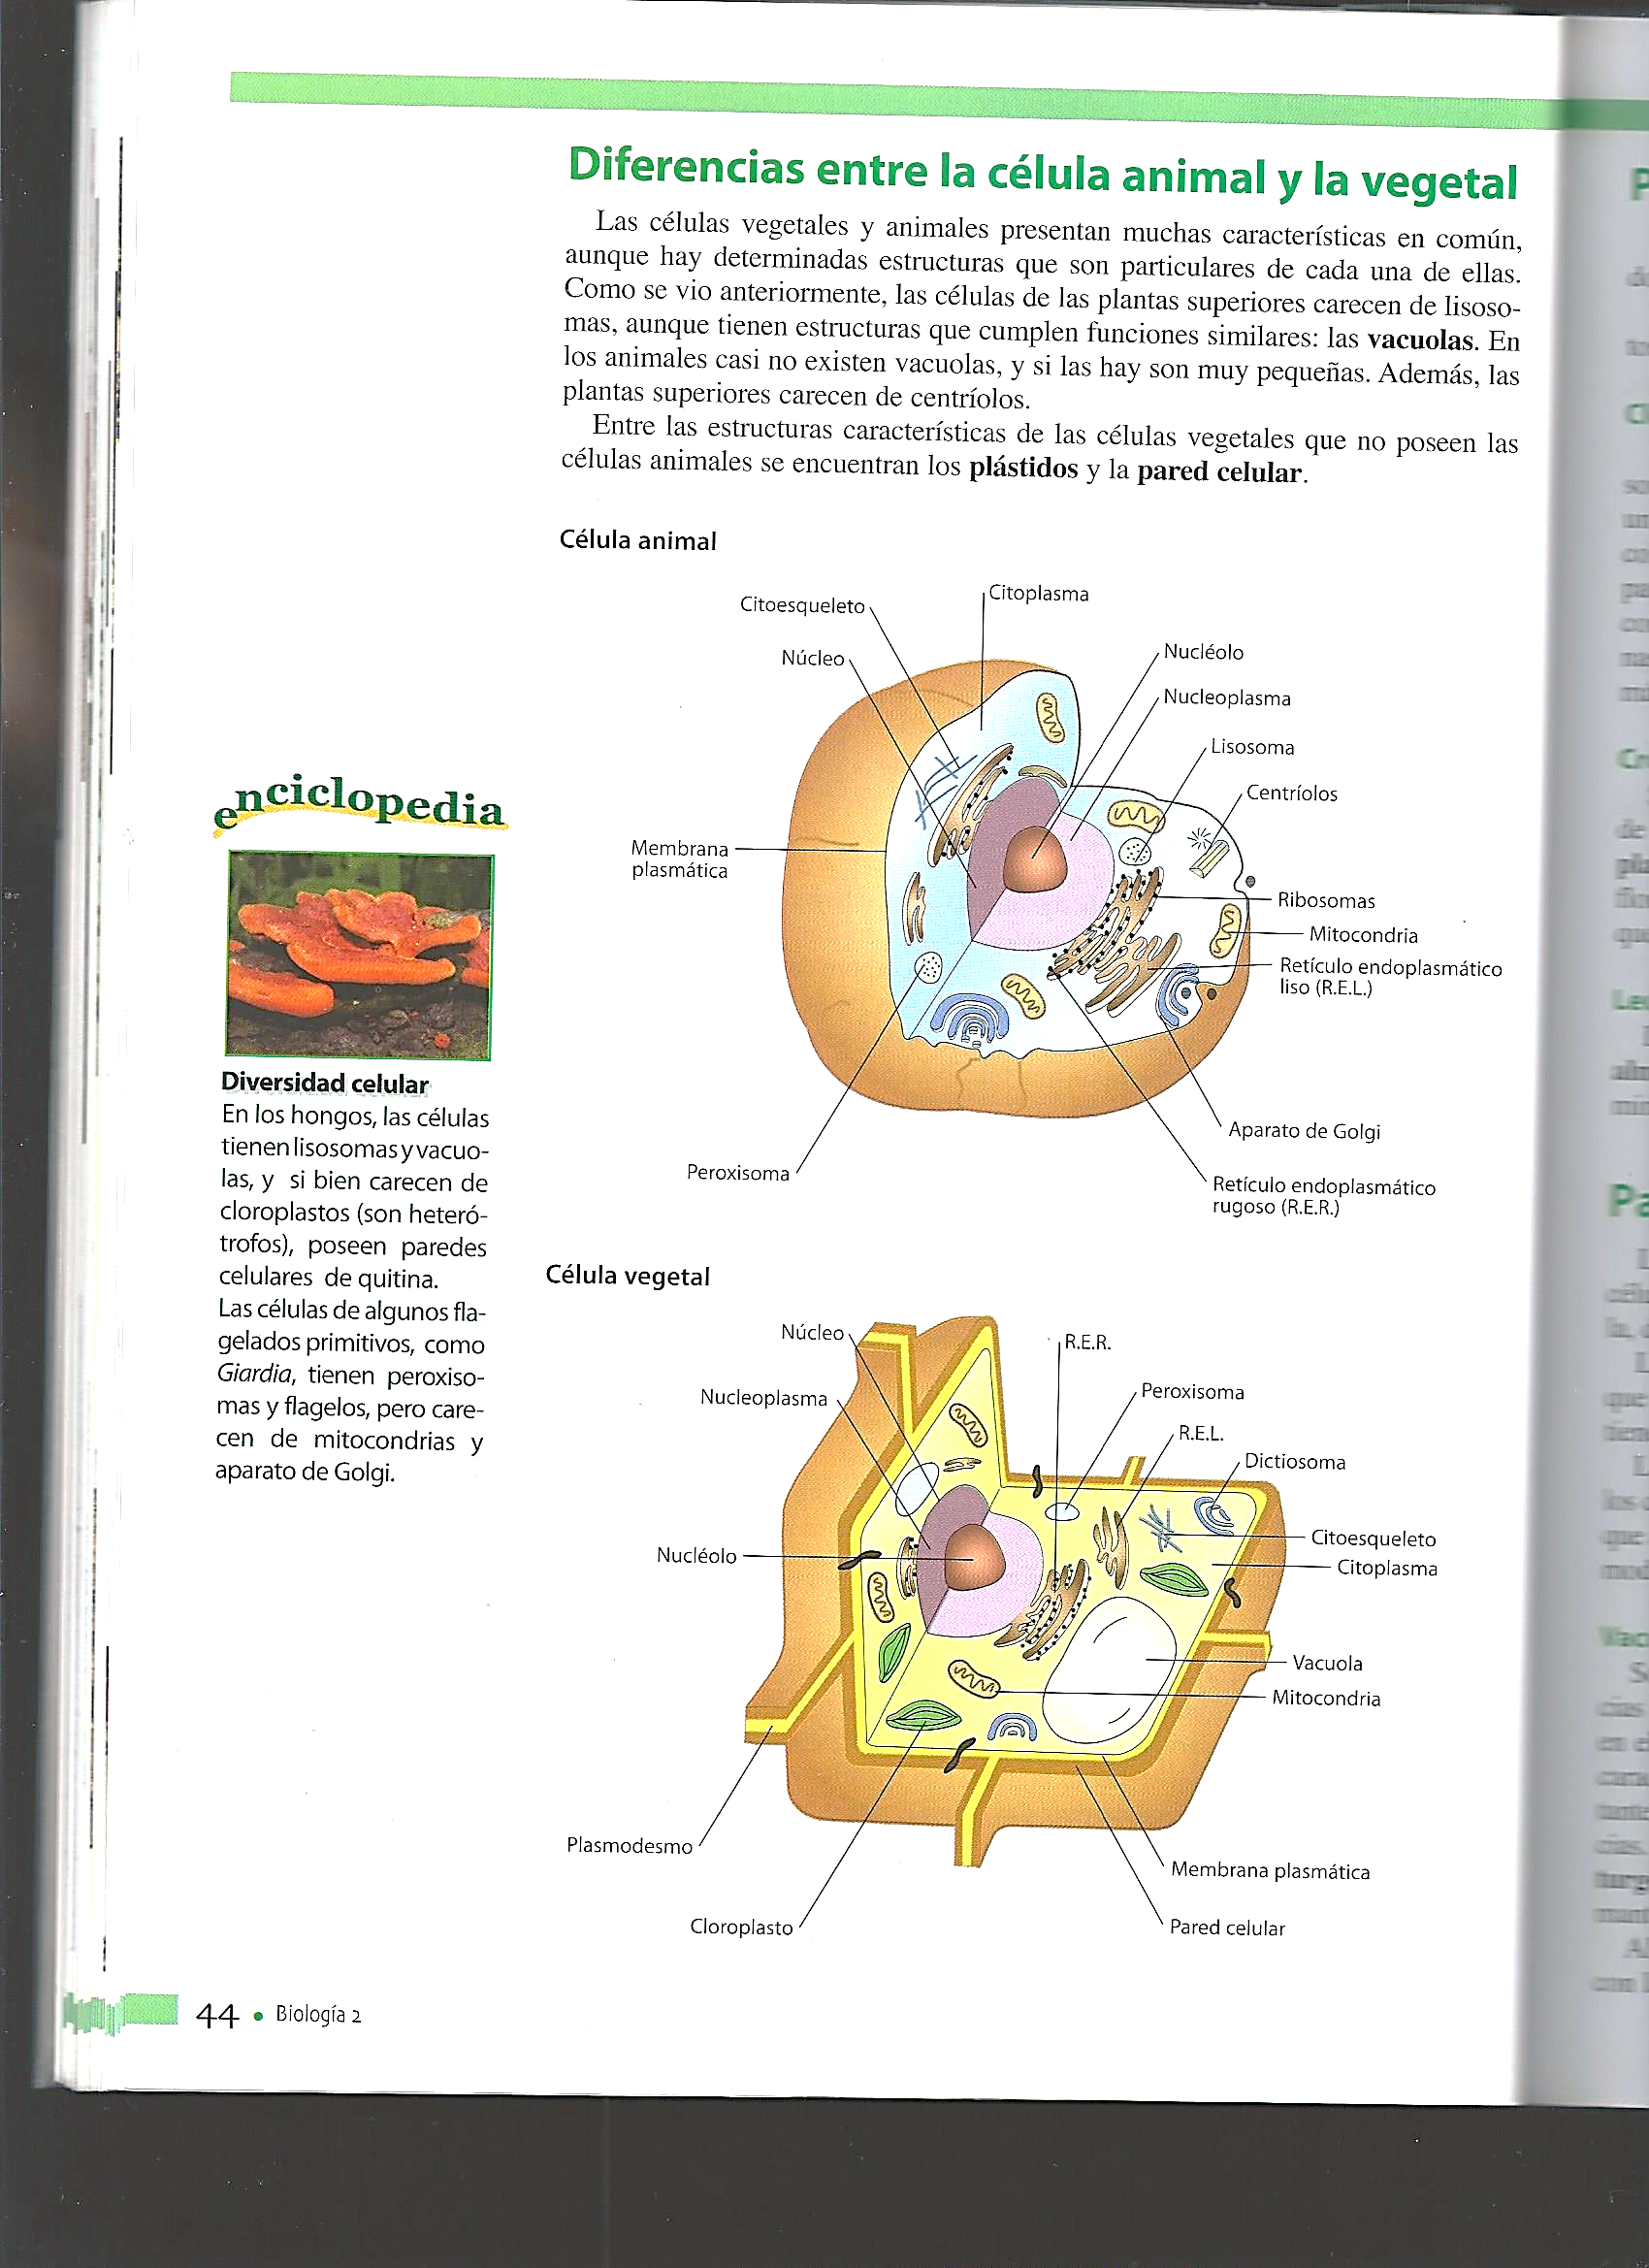 Diferencias entre la célula animal y la vegetal
Las células vegetales y animales presentan muchas características en común,
aunque hay determinadas estructuras que son particulares de cada una de ellas.
Como se vio anteriormente, las células de las plantas superiores carecen de lisoso-
mas, aunque tienen estructuras que cumplen funciones similares: las vacuolas. En
los animales casi no existen vacuolas, y si las hay son muy pequeñas. Además, las
plantas superiores carecen de centríolos.
Entre las estructuras características de las células vegetales que no poseen las
células animales se encuentran los plástidos y la pared celular.
Célula animal
Citoesqueleto
Citoplasma
Núcleo
Nucléolo
Nucleoplasma
Lisosoma
Centríolos
Membrana
plasmática
Ribosomas
Mitocondria
Retículo endoplasmático
liso (R.E.L.)
Aparato de Golgi
Peroxisoma
Retículo endoplasmático
rugoso (R.E.R.)
enciclopedia
Diversidad celular
En los hongos, las células
tienen lisosomas y vacuo-
las, y si bien carecen de
cloroplastos (son heteró-
trofos), poseen paredes
celulares de quitina.
Las células de algunos fla-
gelados primitivos, como
Giardia, tienen peroxiso-
mas y flagelos, pero care-
cen de mitocondrias y
aparato de Golgi.
Célula vegetal
Núcleo
R.E.R.
Nucleoplasma
Peroxisoma
R.E.L.
Dictiosoma
Nucléolo
Citoesqueleto
Citoplasma
Vacuola
Mitocondria
Plasmodesmo
Membrana plasmática
Cloroplasto
Pared celular
44 • Biología 2